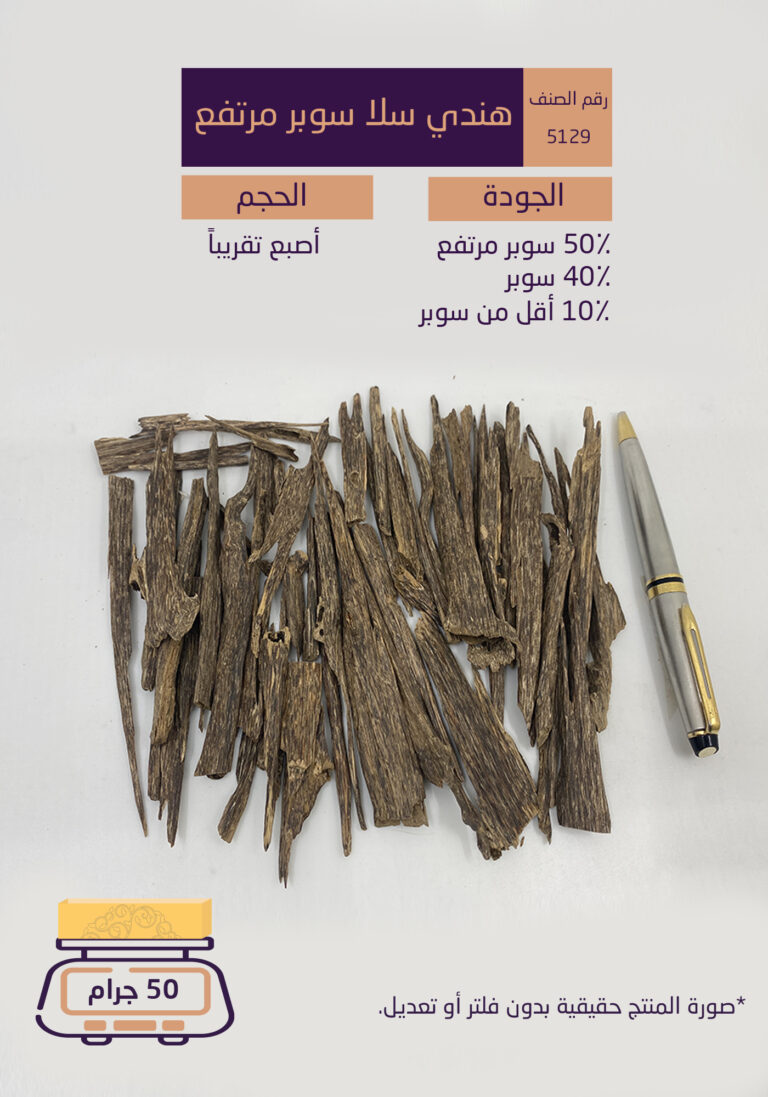 رقم الصنف
5129
هندي سلا سوبر مرتفع
الجودة
50٪ سوبر مرتفع
40٪ سوبر
10٪ أقل من سوبر
الحجم
أصبع تقريباً
50 جرام
*صورة المنتج حقيقية بدون فلتر أو تعديل.